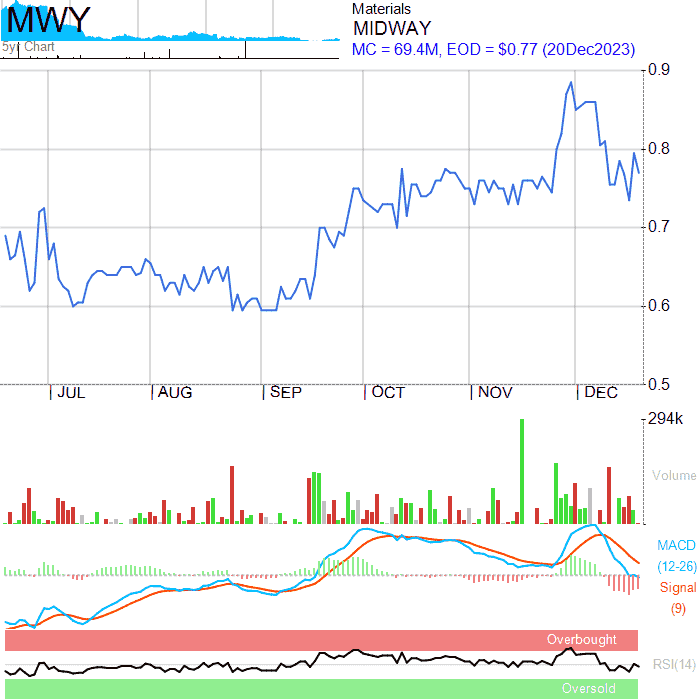 MWY
5yr Chart
Materials
MIDWAY
MC = 69.4M, EOD = $0.77 (20Dec2023)
0.9
0.8
0.7
0.6
0.5
JUL AUG SEP OCT NOV DEC
294k
Volume
MACD
(12-26)
Signal
(9)
Overbought
RSI(14)
Oversold